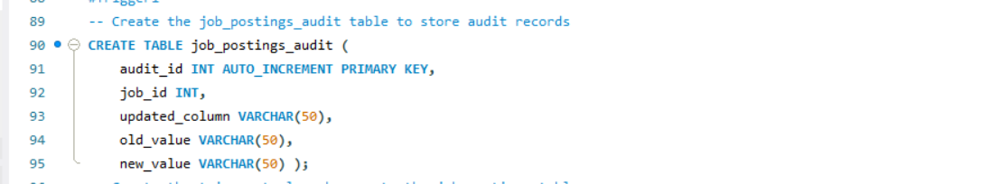 89 -- Create the job_postings_audit table to store audit records
90 CREATE TABLE job_postings_audit (
91 audit_id INT AUTO_INCREMENT PRIMARY KEY,
92 job_id INT,
93 updated_column VARCHAR(50),
94 old_value VARCHAR(50),
95 new_value VARCHAR(50) );